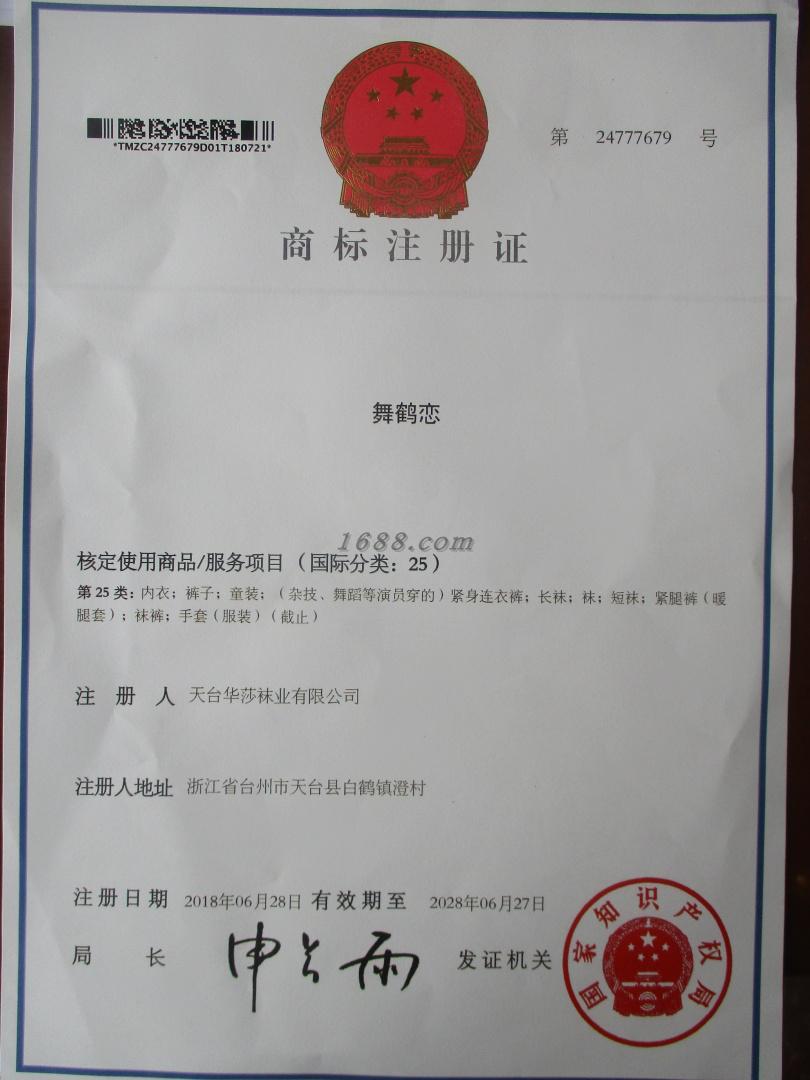 第 24777679 号
*TMZC24777679D01T180721*
商标注册证
舞鹤恋
1688.com
核定使用商品/服务项目（国际分类：25）
第25类：内衣；裤子；童装；（杂技、舞蹈等演员穿的）紧身连衣裤；长袜；袜；短袜；紧腿裤（暖
腿套）；袜裤；手套（服装）（截止）
注册人 天台华莎袜业有限公司
注册人地址 浙江省台州市天台县白鹤镇澄村
注册日期 2018年06月28日 有效期至 2028年06月27日
局长 申长雨 发证机关
国家知识产权局